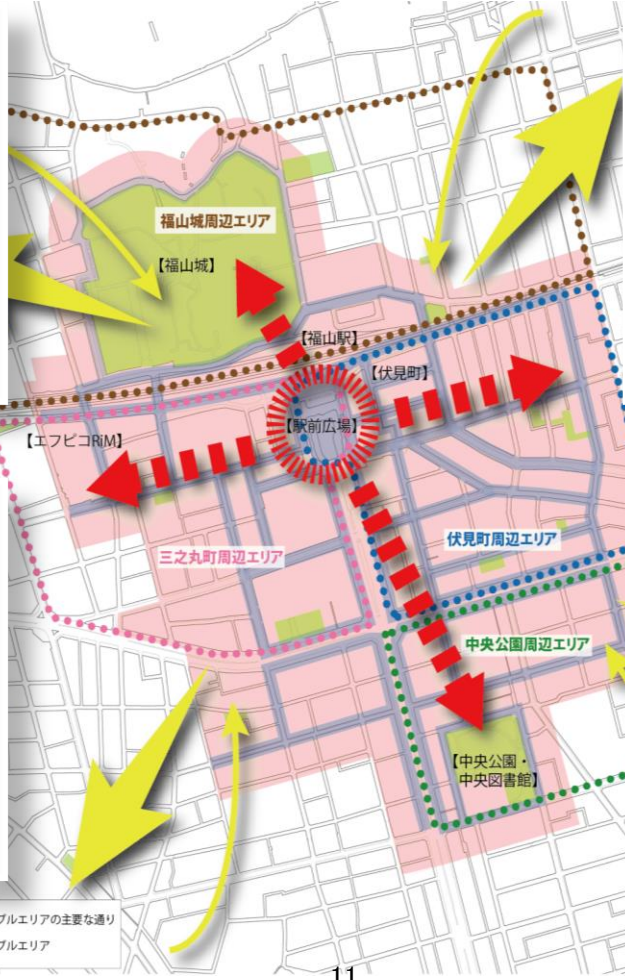 福山城周辺エリア
【福山城】
【福山駅】
【伏見町】
【駅前広場】
【エフピコRiM】
三之丸町周辺エリア
伏見町周辺エリア
中央公園周辺エリア
【中央公園・
中央図書館】
ブルエリアの主要な通り
ブルエリア
11